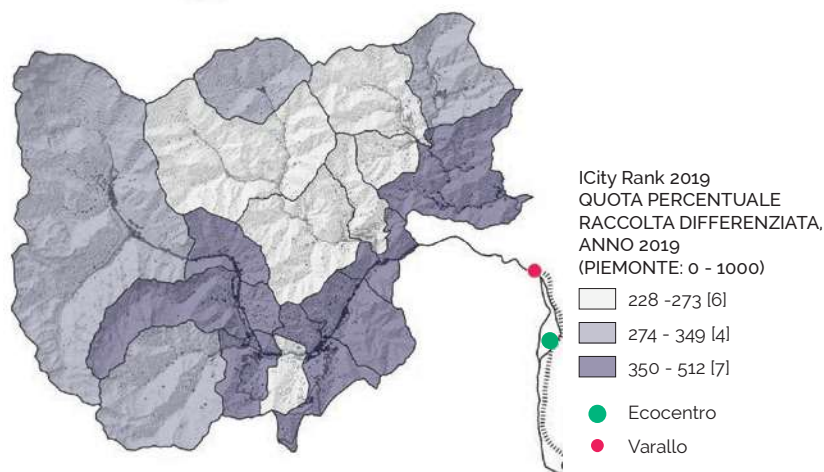 ICity Rank 2019
QUOTA PERCENTUALE
RACCOLTA DIFFERENZIATA,
ANNO 2019
(PIEMONTE: 0 - 1000)
228 -273 [6]
274 - 349 [4]
350 - 512 [7]
Ecocentro
Varallo